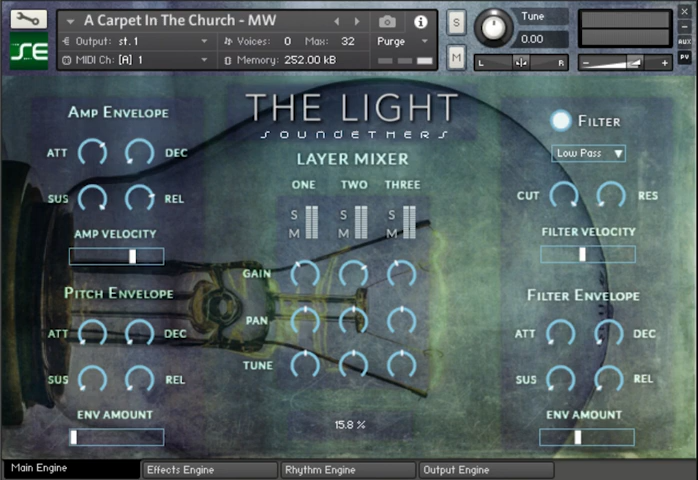 A Carpet In The Church - MW
Output: st. 1
Voices: 0 Max: 32
Purge
MIDI Ch: [A] 1
Memory: 252.00 kB
S
M
Tune
0.00
L R
- +
AUX
PV
SE
THE LIGHT
SOUNDETHERS
AMP ENVELOPE
ATT DEC
SUS REL
AMP VELOCITY
PITCH ENVELOPE
ATT DEC
SUS REL
ENV AMOUNT
LAYER MIXER
ONE TWO THREE
S S S
M M M
GAIN
PAN
TUNE
15.8 %
FILTER
Low Pass
CUT RES
FILTER VELOCITY
FILTER ENVELOPE
ATT DEC
SUS REL
ENV AMOUNT
Main Engine
Effects Engine
Rhythm Engine
Output Engine